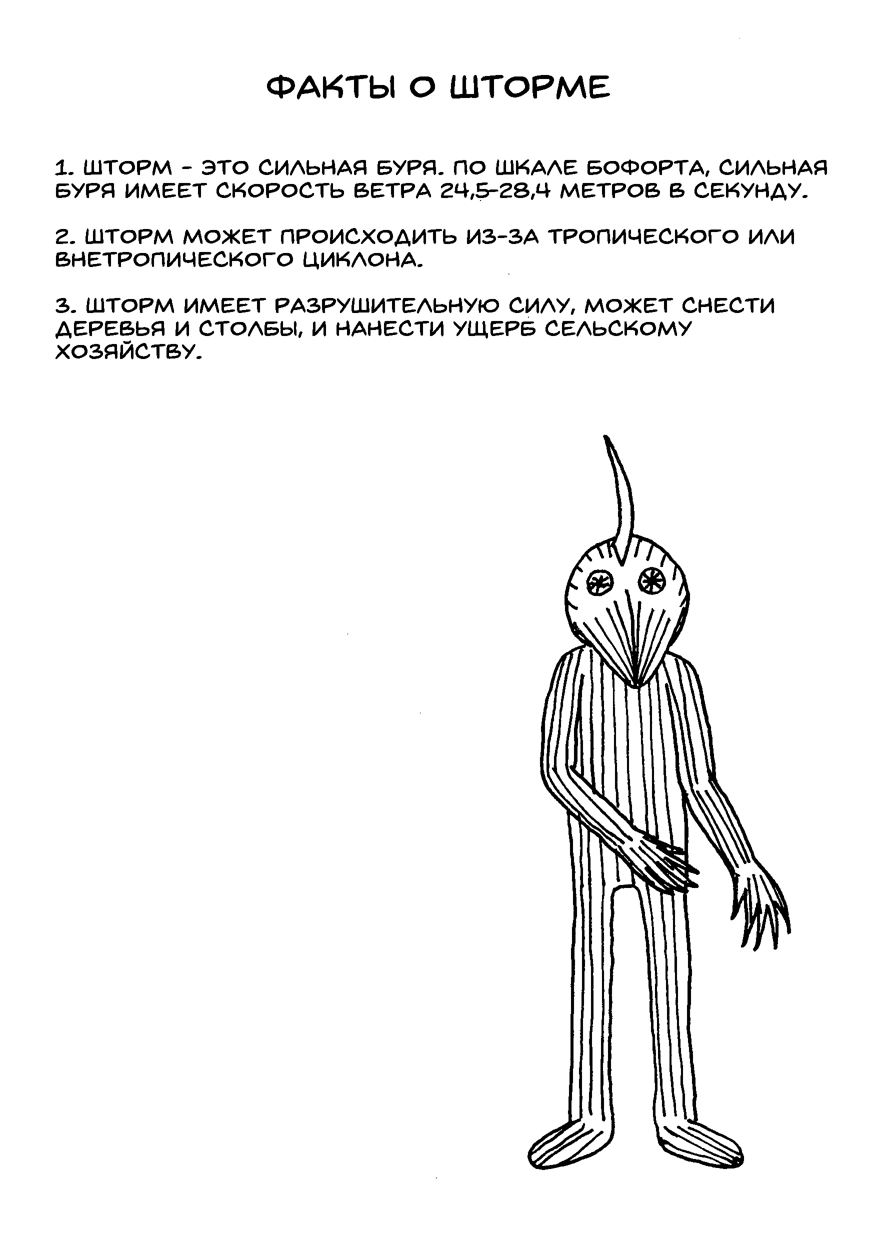 ФАКТЫ О ШТОРМЕ
1. ШТОРМ - ЭТО СИЛЬНАЯ БУРЯ. ПО ШКАЛЕ БОФОРТА, СИЛЬНАЯ
БУРЯ ИМЕЕТ СКОРОСТЬ ВЕТРА 24,5-28,4 МЕТРОВ В СЕКУНДУ.
2. ШТОРМ МОЖЕТ ПРОИСХОДИТЬ ИЗ-ЗА ТРОПИЧЕСКОГО ИЛИ
ВНЕТРОПИЧЕСКОГО ЦИКЛОНА.
3. ШТОРМ ИМЕЕТ РАЗРУШИТЕЛЬНУЮ СИЛУ, МОЖЕТ СНЕСТИ
ДЕРЕВЬЯ И СТОЛБЫ, И НАНЕСТИ УЩЕРБ СЕЛЬСКОМУ
ХОЗЯЙСТВУ.